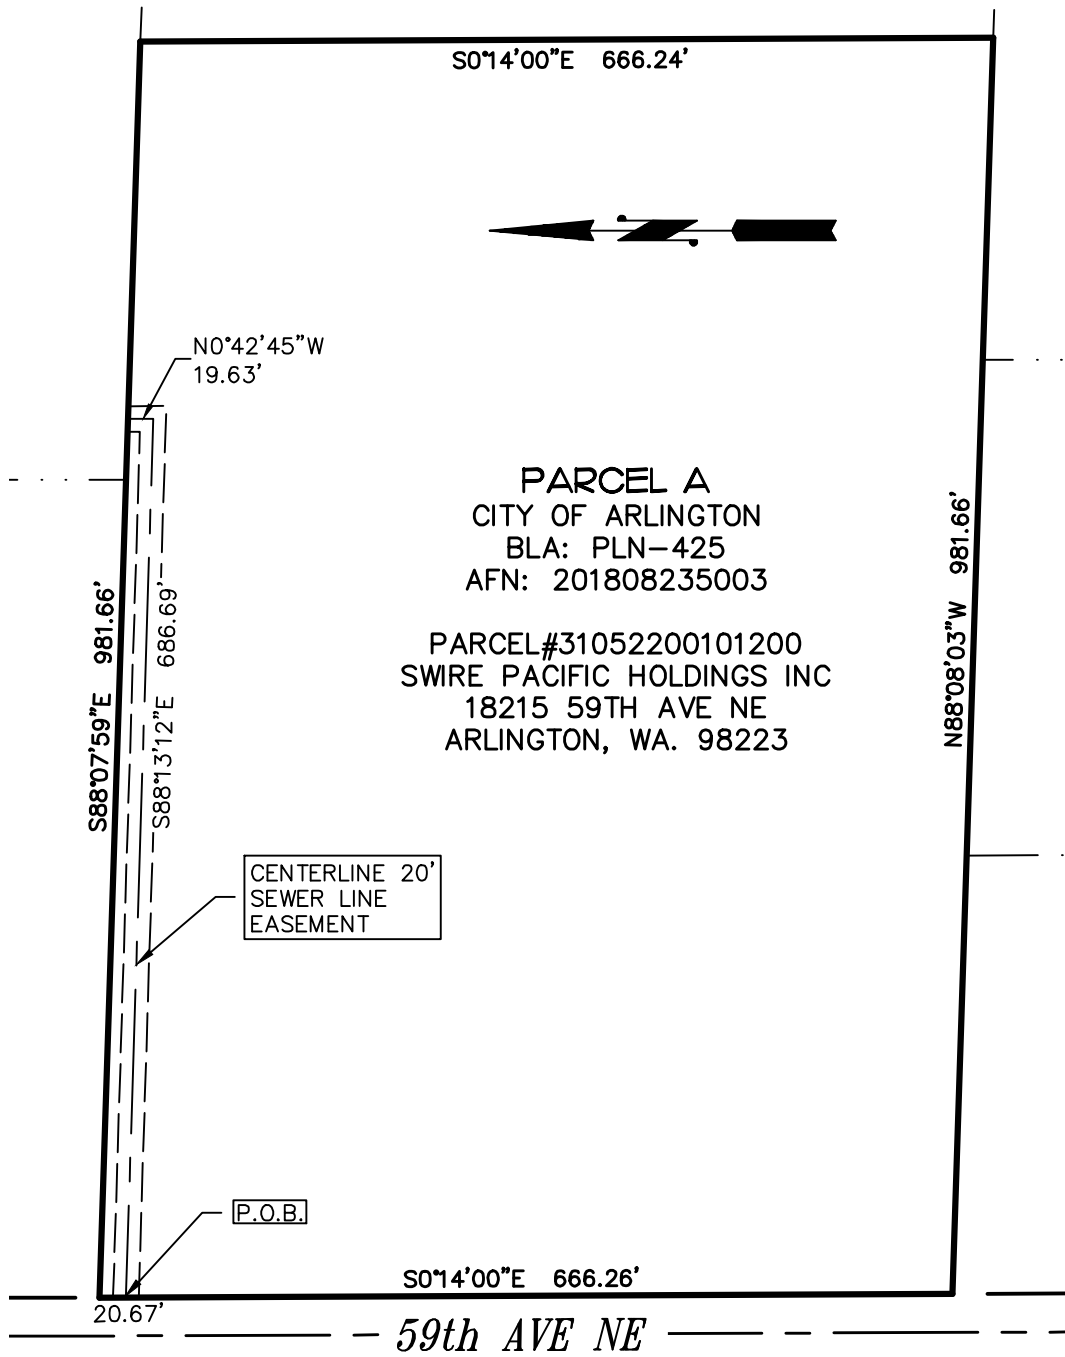 S0°14'00"E 666.24'
N0°42'45"W
19.63'
PARCEL A
CITY OF ARLINGTON
BLA: PLN-425
AFN: 201808235003
PARCEL#31052200101200
SWIRE PACIFIC HOLDINGS INC
18215 59TH AVE NE
ARLINGTON, WA. 98223
S88°07'59"E 981.66'
S88°13'12"E 686.69'
N88°08'03"W 981.66'
CENTERLINE 20'
SEWER LINE
EASEMENT
P.O.B.
S0°14'00"E 666.26'
20.67'
59th AVE NE